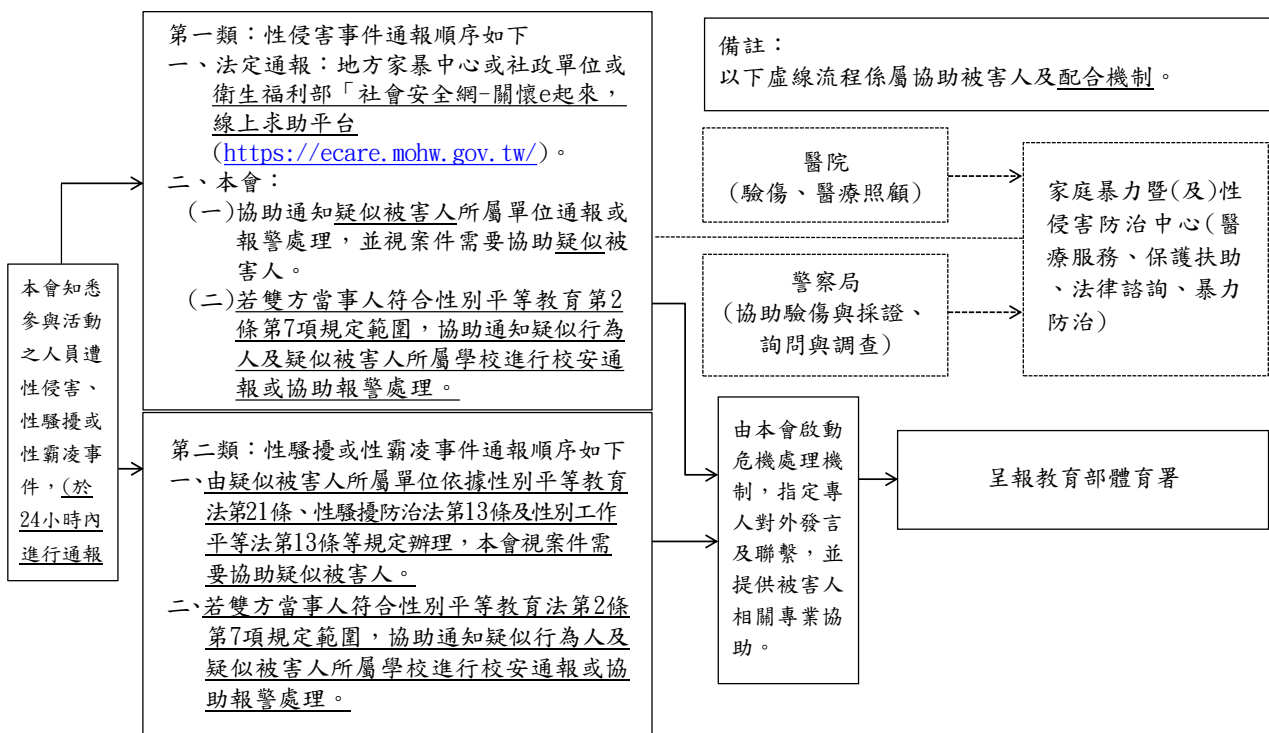 本會知悉
參與活動
之人員遭
性侵害、
性騷擾或
性霸凌事
件，(於
24小時內
進行通報
第一類：性侵害事件通報順序如下
一、法定通報：地方家暴中心或社政單位或
衛生福利部「社會安全網-關懷e起來，
線上求助平台
(https://ecare.mohw.gov.tw/)。
二、本會：
(一)協助通知疑似被害人所屬單位通報或
報警處理，並視案件需要協助疑似被
害人。
(二)若雙方當事人符合性別平等教育第2
條第7項規定範圍，協助通知疑似行為
人及疑似被害人所屬學校進行校安通
報或協助報警處理。
第二類：性騷擾或性霸凌事件通報順序如下
一、由疑似被害人所屬單位依據性別平等教育
法第21條、性騷擾防治法第13條及性別工作
平等法第13條等規定辦理，本會視案件需
要協助疑似被害人。
二、若雙方當事人符合性別平等教育法第2條
第7項規定範圍，協助通知疑似行為人及
疑似被害人所屬學校進行校安通報或協
助報警處理。
備註：
以下虛線流程係屬協助被害人及配合機制。
醫院
(驗傷、醫療照顧)
警察局
(協助驗傷與採證、
詢問與調查)
家庭暴力暨(及)性
侵害防治中心(醫
療服務、保護扶助
、法律諮詢、暴力
防治)
由本會啟動
危機處理機
制，指定專
人對外發言
及聯繫，並
提供被害人
相關專業協
助。
呈報教育部體育署